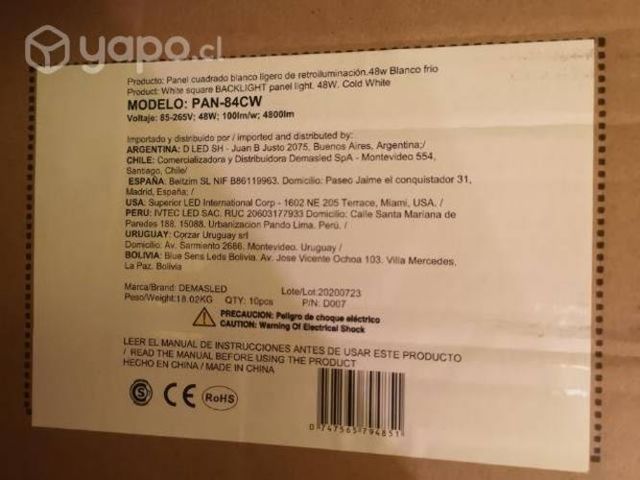 yapo.cl
Producto: Panel cuadrado blanco ligero de retroiluminación.48w Blanco frío
Product: White square BACKLIGHT panel light. 48W, Cold White
MODELO: PAN-84CW
Voltaje: 85-265V; 48W; 100lm/w; 4800lm
Importado y distribuido por / imported and distributed by:
ARGENTINA: D LED SH - Juan B Justo 2075, Buenos Aires, Argentina;/
CHILE: Comercializadora y Distribuidora Demasled SpA - Montevideo 554,
Santiago, Chile/
ESPAÑA: Beltzim SL NIF B86119963. Domicilio: Paseo Jaime el conquistador 31,
Madrid, España; /
USA: Superior LED International Corp - 1602 NE 205 Terrace, Miami, USA. /
PERU: IVTEC LED SAC. RUC 20603177933 Domicilio: Calle Santa Mariana de
Paredes 188, 15088. Urbanizacion Pando Lima. Perú. /
URUGUAY: Corzar Uruguay srl
Domicilio: Av. Sarmiento 2686. Montevideo. Uruguay /
BOLIVIA: Blue Sens Leds Bolivia. Av. Jose Vicente Ochoa 103. Villa Mercedes,
La Paz. Bolivia
Marca/Brand: DEMASLED Lote/Lot:20200723
Peso/Weight:18.02KG QTY: 10pcs P/N: D007
PRECAUCION: Peligro de choque eléctrico
CAUTION: Warning Of Electrical Shock
LEER EL MANUAL DE INSTRUCCIONES ANTES DE USAR ESTE PRODUCTO
/ READ THE MANUAL BEFORE USING THE PRODUCT
HECHO EN CHINA / MADE IN CHINA
S CE RoHS
0 747565 794851